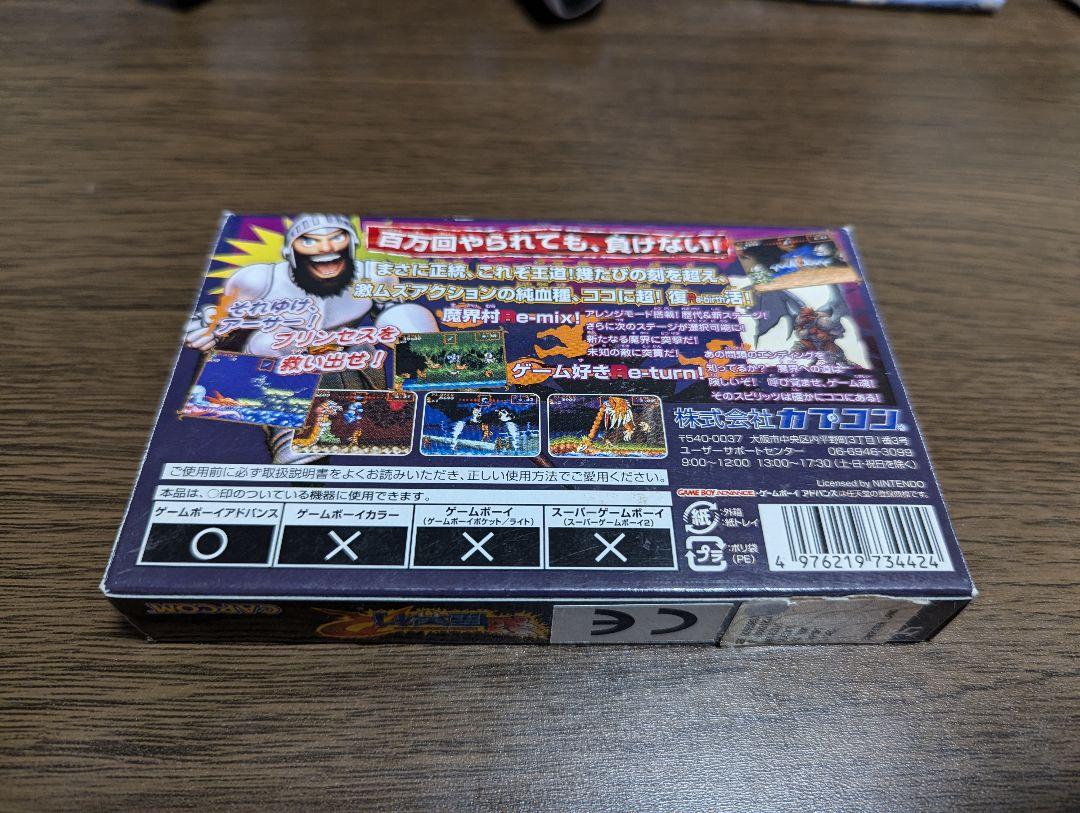 百万回やられても、負けない!
まさに正統、これぞ王道!幾たびの刻を超え、
激ムズアクションの純血種、ココに超!復Re-birth活!
それゆけ、
アーサー!
プリンセスを
救い出せ!
魔界村Re-mix!
アレンジモード搭載!歴代&新ステージ!
さらに次のステージが選択可能に!
新たなる魔界に突撃だ!
未知の敵に突貫だ!
ゲーム好きRe-turn!
あの問題のエンディングを
知ってるか? 魔界への道は
険しいぞ! 呼び覚ませ、ゲーム魂!
そのスピリッツは確かにココにある!
株式会社カプコン
〒540-0037 大阪市中央区内平野町3丁目1番3号
ユーザーサポートセンター 06-6946-3099
9:00~12:00 13:00~17:30(土・日・祝日を除く)
Licensed by NINTENDO
GAME BOY ADVANCE・ゲームボーイ アドバンスは任天堂の登録商標です。
ご使用前に必ず取扱説明書をよくお読みいただき、正しい使用方法でご愛用ください。
本品は、○印のついている機器に使用できます。
ゲームボーイアドバンス
○
ゲームボーイカラー
×
ゲームボーイ
(ゲームボーイポケット/ライト)
×
スーパーゲームボーイ
(スーパーゲームボーイ2)
×
紙
:外箱
:紙トレイ
プラ
:ポリ袋
(PE)
4 976219 734424
CAPCOM
CE